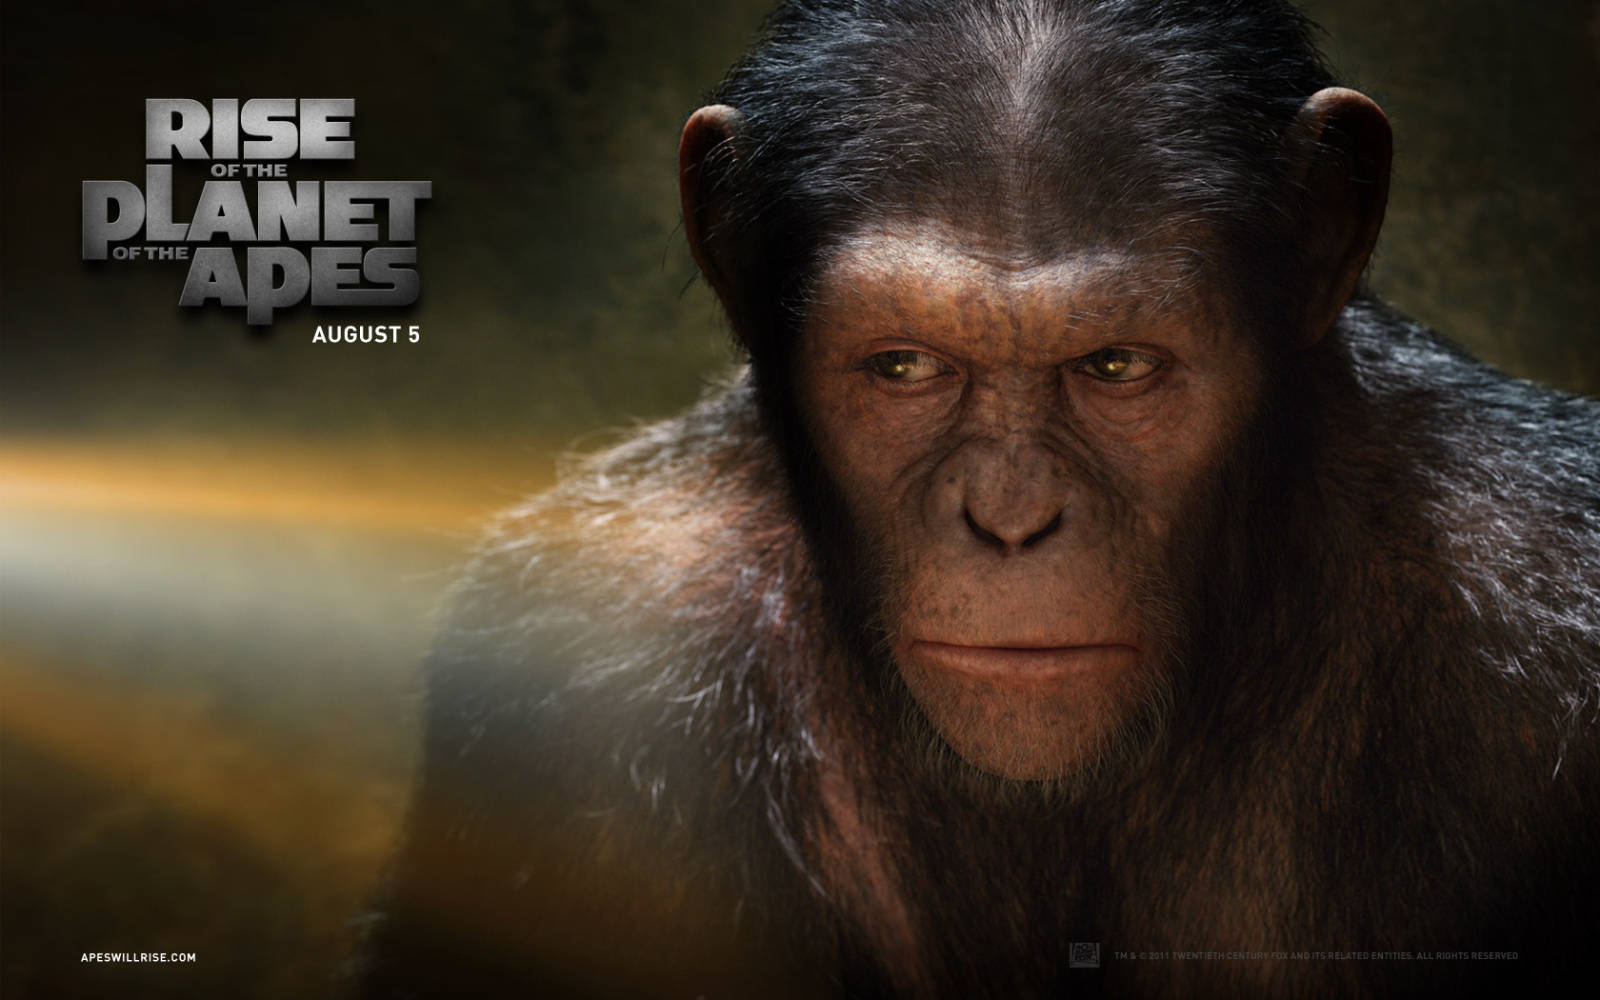 RISE
OF THE
PLANET
OF THE
APES
AUGUST 5
APESWILLRISE.COM
TM & © 2011 TWENTIETH CENTURY FOX AND ITS RELATED ENTITIES. ALL RIGHTS RESERVED